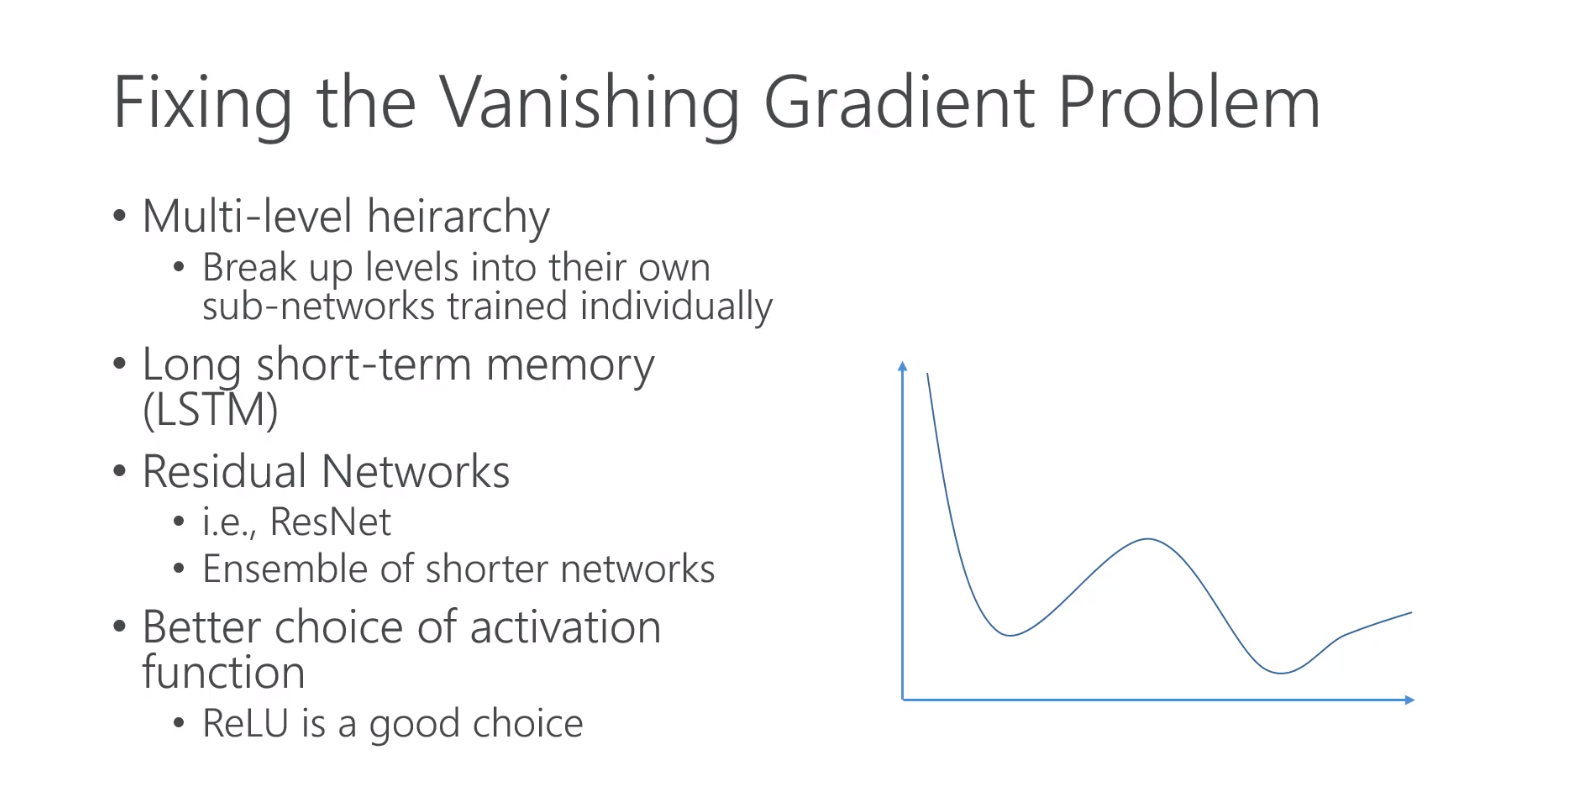 Fixing the Vanishing Gradient Problem
• Multi-level heirarchy
• Break up levels into their own
sub-networks trained individually
• Long short-term memory
(LSTM)
• Residual Networks
• i.e., ResNet
• Ensemble of shorter networks
• Better choice of activation
function
• ReLU is a good choice